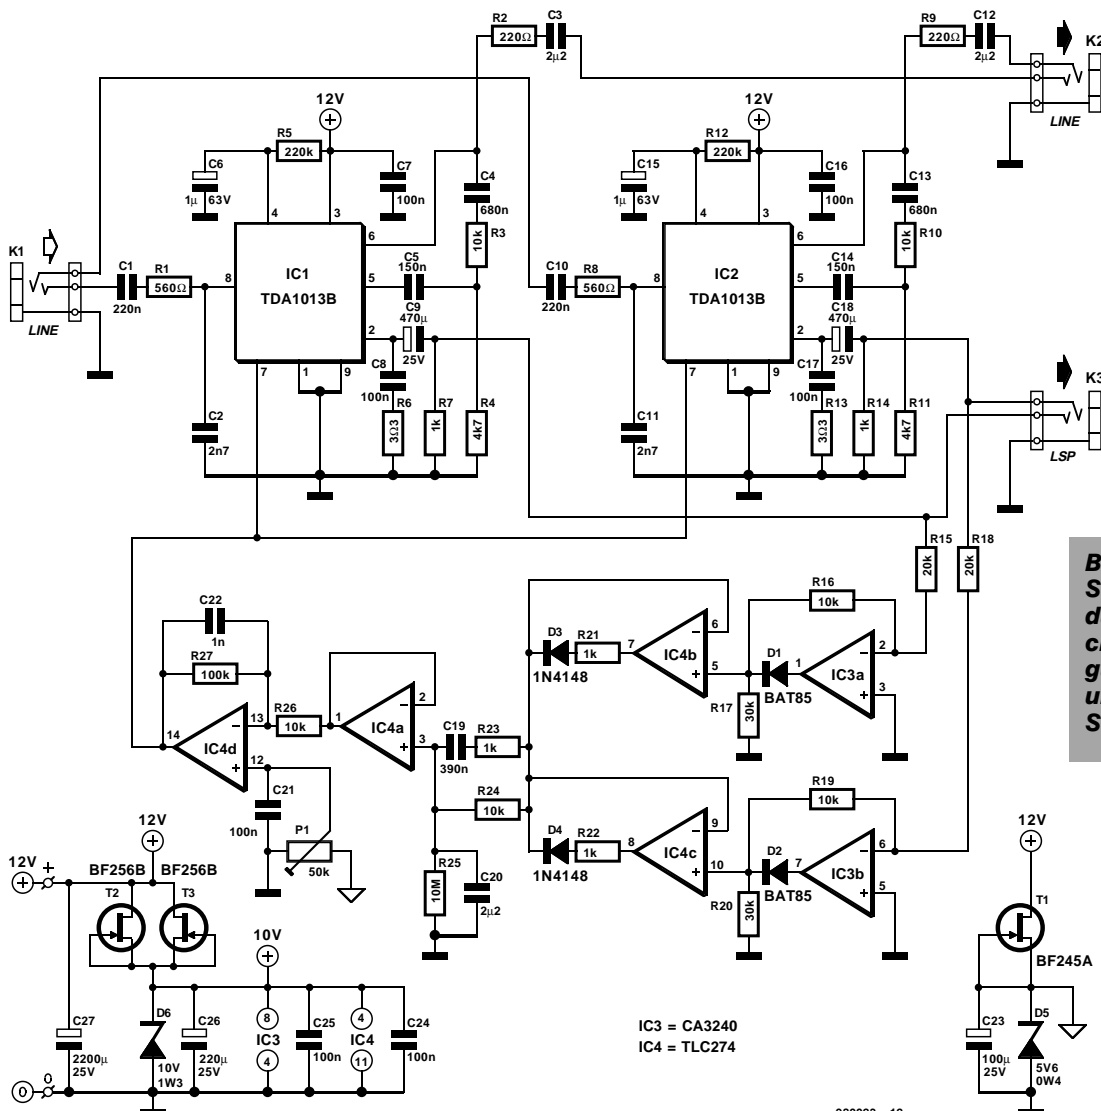 R2
220Ω
C3
2μ2
R9
220Ω
C12
2μ2
K2
LINE
12V
R5
220k
C6
1μ 63V
C7
100n
C4
680n
R3
10k
4
3
6
K1
LINE
C1
220n
R1
560Ω
8
IC1
TDA1013B
5
C5
150n
C9
470μ
25V
2
7
1
9
C8
100n
R6
3Ω3
R7
1k
R4
4k7
C2
2n7
12V
R12
220k
C15
1μ 63V
C16
100n
C13
680n
R10
10k
4
3
6
C10
220n
R8
560Ω
8
IC2
TDA1013B
5
C14
150n
C18
470μ
25V
2
7
1
9
C17
100n
R13
3Ω3
R14
1k
R11
4k7
C11
2n7
K3
LSP
R15
20k
R18
20k
C22
1n
R27
100k
14
IC4d
13
12
R26
10k
1
IC4a
2
3
C21
100n
P1
50k
C19
390n
R23
1k
R24
10k
R25
10M
C20
2μ2
D3
1N4148
R21
1k
7
IC4b
6
5
R17
30k
D1
BAT85
R16
10k
1
IC3a
2
3
D4
1N4148
R22
1k
8
IC4c
9
10
R20
30k
D2
BAT85
R19
10k
7
IC3b
6
5
12V
12V
+
BF256B
BF256B
T2
T3
10V
C27
2200μ
25V
D6
10V
1W3
C26
220μ
25V
8
IC3
4
C25
100n
4
IC4
11
C24
100n
0
0
IC3 = CA3240
IC4 = TLC274
12V
T1
BF245A
C23
100μ
25V
D5
5V6
0W4